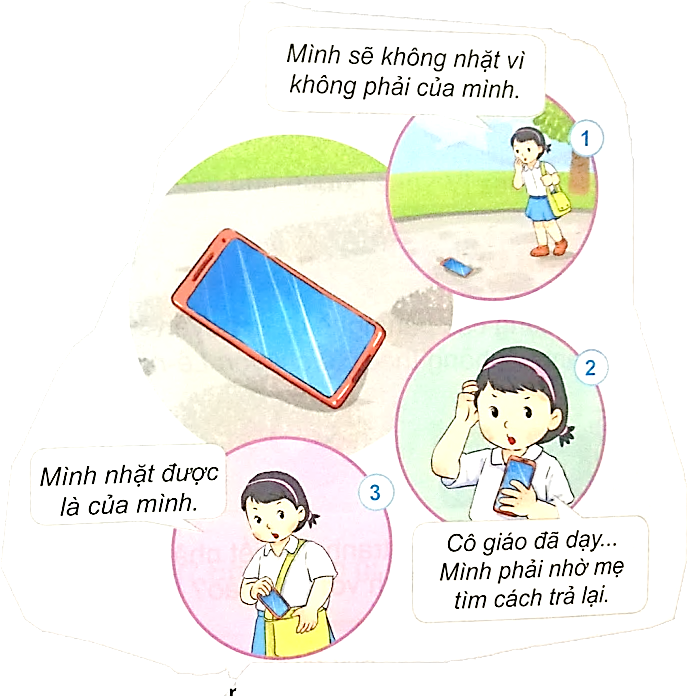 Mình sẽ không nhặt vì
không phải của mình.
1
2
Mình nhặt được
là của mình.
3
Cô giáo đã dạy...
Mình phải nhờ mẹ
tìm cách trả lại.